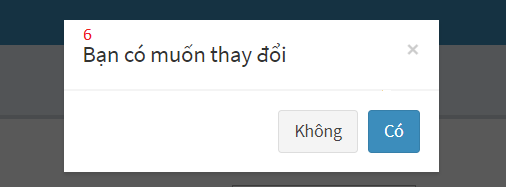 6
Bạn có muốn thay đổi
×
Không
Có